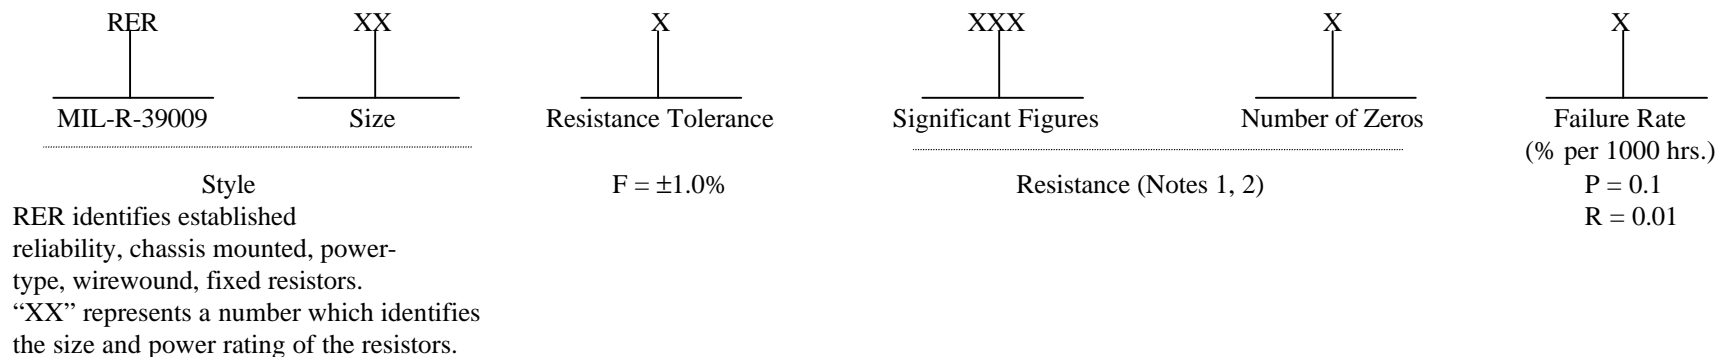 RER XX X XXX X X
MIL-R-39009 Size Resistance Tolerance Significant Figures Number of Zeros Failure Rate
(% per 1000 hrs.)
Style F = ±1.0% Resistance (Notes 1, 2) P = 0.1
RER identifies established R = 0.01
reliability, chassis mounted, power-
type, wirewound, fixed resistors.
“XX” represents a number which identifies
the size and power rating of the resistors.